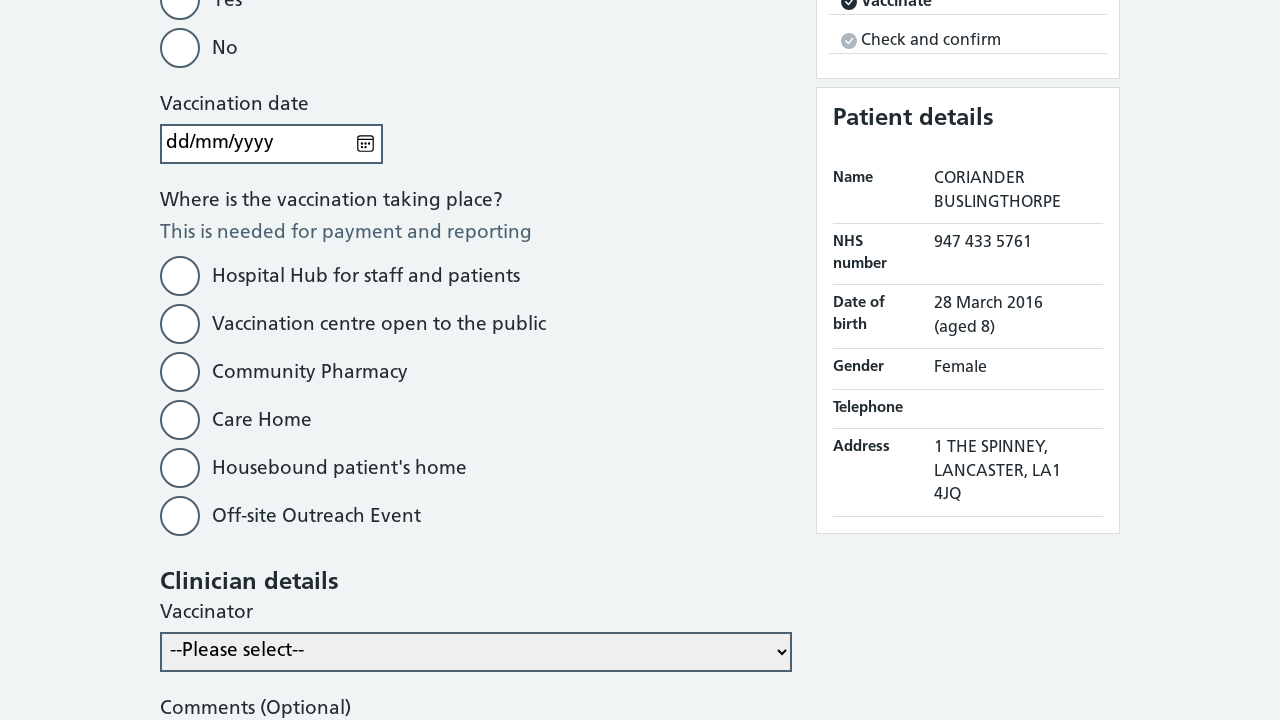 Yes
No
Vaccination date
dd/mm/yyyy
Where is the vaccination taking place?
This is needed for payment and reporting
Hospital Hub for staff and patients
Vaccination centre open to the public
Community Pharmacy
Care Home
Housebound patient's home
Off-site Outreach Event
Clinician details
Vaccinator
--Please select--
Comments (Optional)
Vaccinate
Check and confirm
Patient details
Name
CORIANDER
BUSLINGTHORPE
NHS
number
947 433 5761
Date of
birth
28 March 2016
(aged 8)
Gender
Female
Telephone
Address
1 THE SPINNEY,
LANCASTER, LA1
4JQ